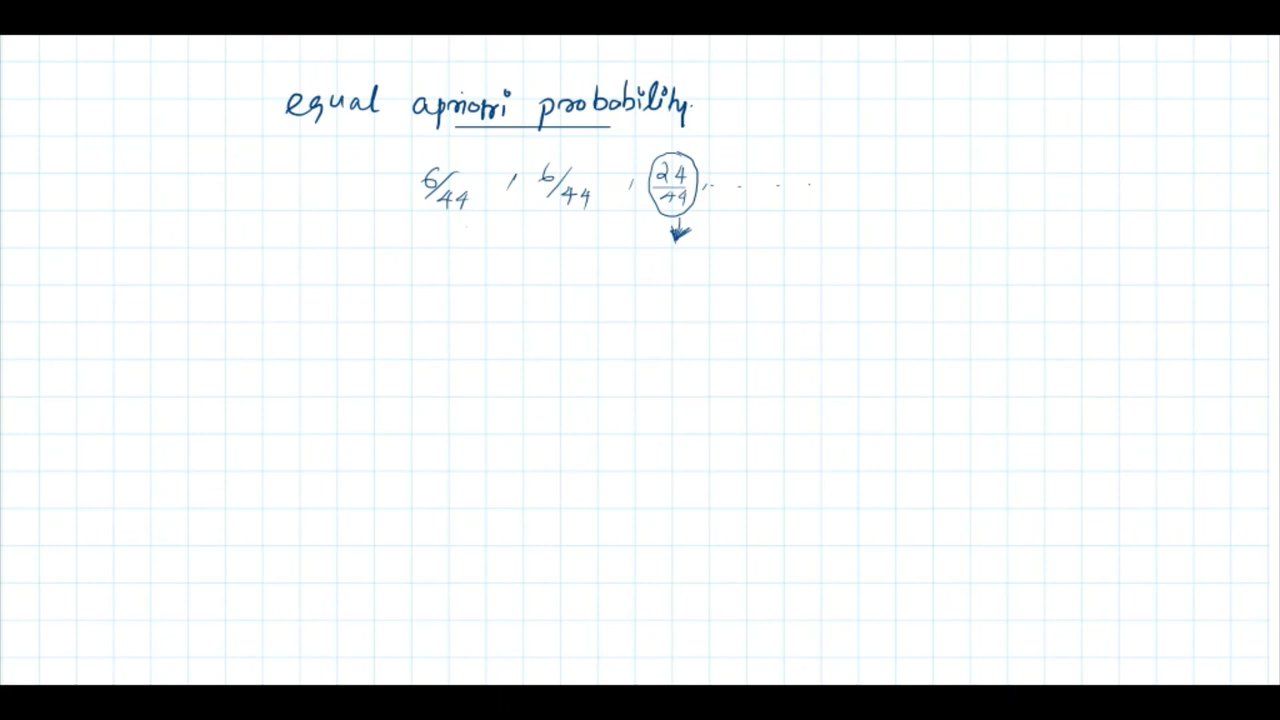 equal apriori probability.
6/44 , 6/44 , 24/44 , . . . .